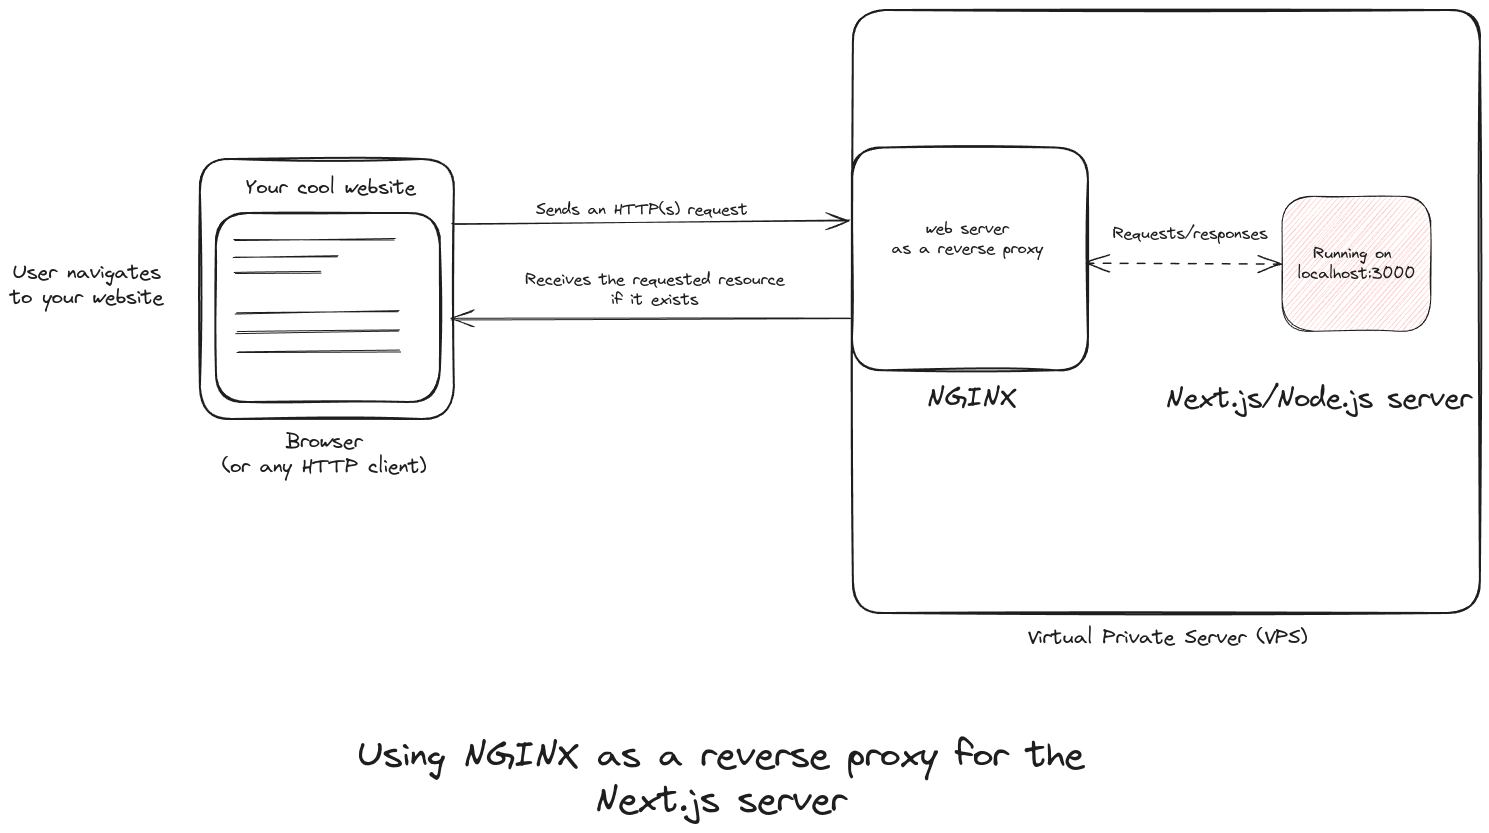 Your cool website
User navigates
to your website
Browser
(or any HTTP client)
Sends an HTTP(s) request
Receives the requested resource
if it exists
web server
as a reverse proxy
NGINX
Requests/responses
Running on
localhost:3000
Next.js/Node.js server
Virtual Private Server (VPS)
Using NGINX as a reverse proxy for the
Next.js server